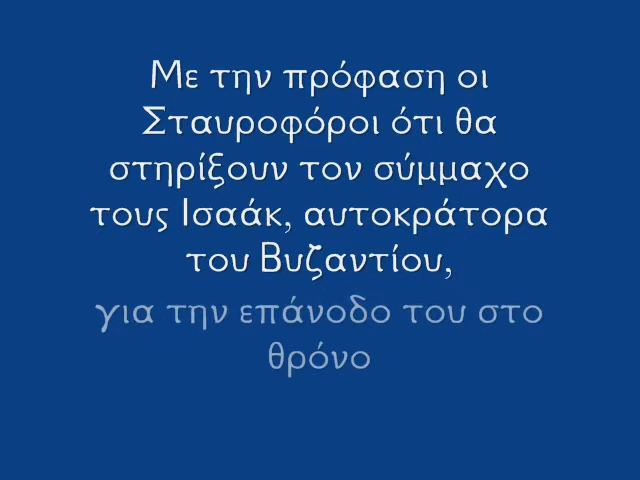 Με την πρόφαση οι
Σταυροφόροι ότι θα
στηρίξουν τον σύμμαχο
τους Ισαάκ, αυτοκράτορα
του Βυζαντίου,
για την επάνοδο του στο
θρόνο